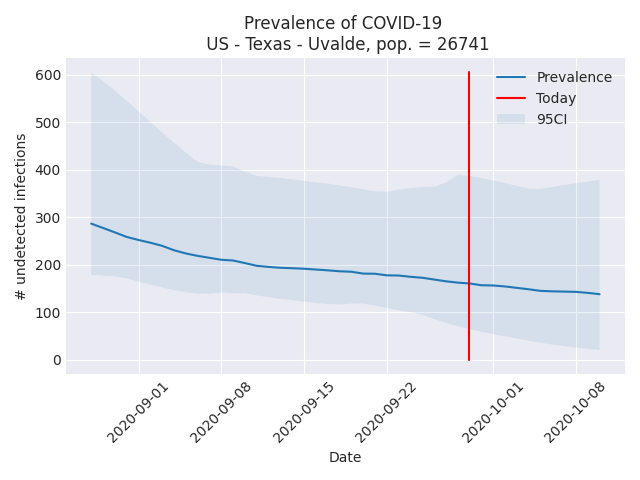 Prevalence of COVID-19
US - Texas - Uvalde, pop. = 26741
Prevalence
Today
95CI
# undetected infections
600
500
400
300
200
100
0
2020-09-01
2020-09-08
2020-09-15
2020-09-22
2020-10-01
2020-10-08
Date